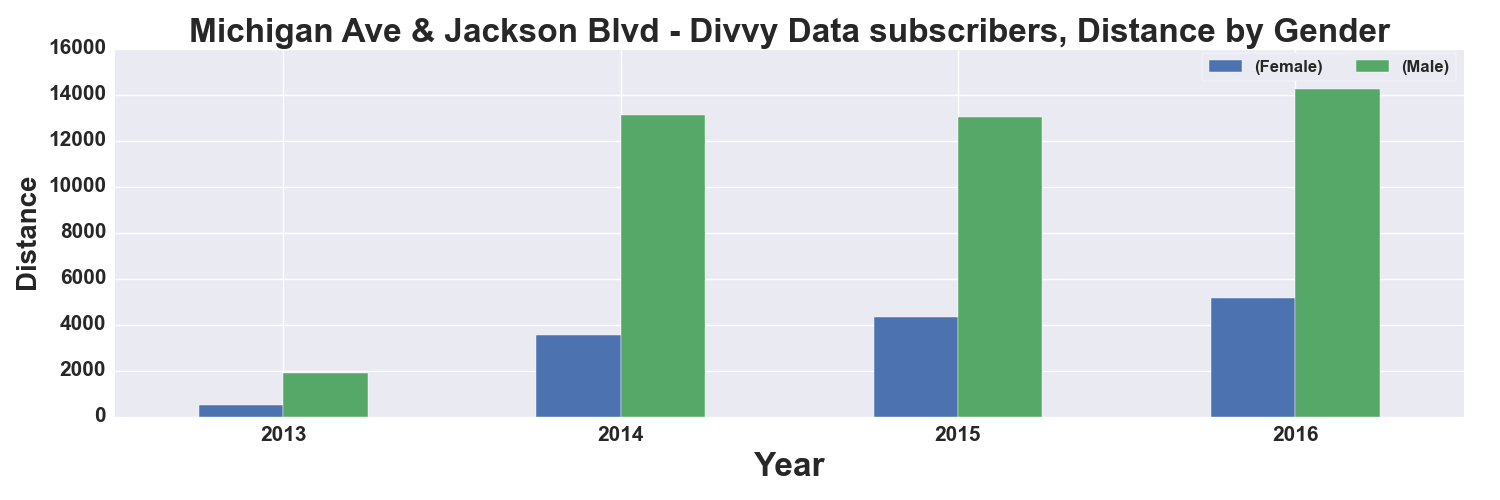 Michigan Ave & Jackson Blvd - Divvy Data subscribers, Distance by Gender
(Female) (Male)
16000
14000
12000
10000
8000
6000
4000
2000
0
Distance
2013 2014 2015 2016
Year